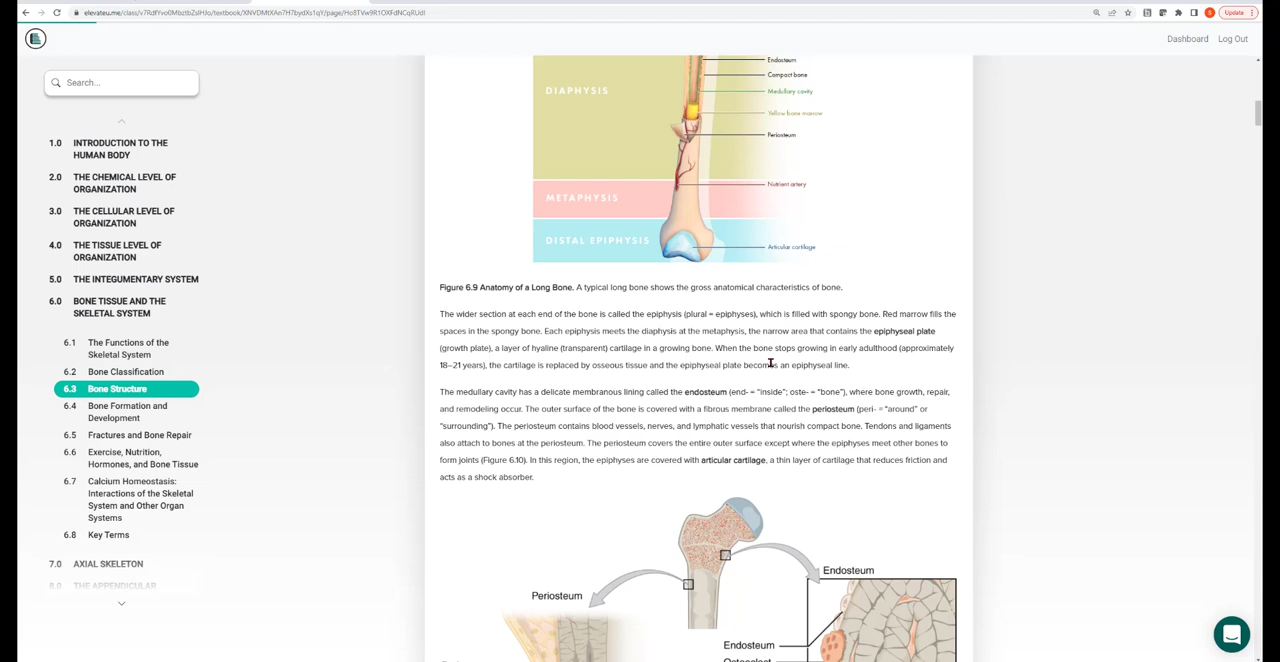 elevateu.me/class/v7RdfYvo0MbztbZslHJo/textbook/XNVDMtXAn7H7bydXs1qY/page/Ho8TVw9R1OXFdNCqRUdI
Update
Dashboard
Log Out
Search...
1.0 INTRODUCTION TO THE
HUMAN BODY
2.0 THE CHEMICAL LEVEL OF
ORGANIZATION
3.0 THE CELLULAR LEVEL OF
ORGANIZATION
4.0 THE TISSUE LEVEL OF
ORGANIZATION
5.0 THE INTEGUMENTARY SYSTEM
6.0 BONE TISSUE AND THE
SKELETAL SYSTEM
6.1 The Functions of the
Skeletal System
6.2 Bone Classification
6.3 Bone Structure
6.4 Bone Formation and
Development
6.5 Fractures and Bone Repair
6.6 Exercise, Nutrition,
Hormones, and Bone Tissue
6.7 Calcium Homeostasis:
Interactions of the Skeletal
System and Other Organ
Systems
6.8 Key Terms
7.0 AXIAL SKELETON
8.0 THE APPENDICULAR
Endosteum
Compact bone
DIAPHYSIS
Medullary cavity
Yellow bone marrow
Periosteum
Nutrient artery
METAPHYSIS
DISTAL EPIPHYSIS
Articular cartilage
Figure 6.9 Anatomy of a Long Bone. A typical long bone shows the gross anatomical characteristics of bone.
The wider section at each end of the bone is called the epiphysis (plural = epiphyses), which is filled with spongy bone. Red marrow fills the
spaces in the spongy bone. Each epiphysis meets the diaphysis at the metaphysis, the narrow area that contains the epiphyseal plate
(growth plate), a layer of hyaline (transparent) cartilage in a growing bone. When the bone stops growing in early adulthood (approximately
18–21 years), the cartilage is replaced by osseous tissue and the epiphyseal plate becomes an epiphyseal line.
The medullary cavity has a delicate membranous lining called the endosteum (end- = “inside”; oste- = “bone”), where bone growth, repair,
and remodeling occur. The outer surface of the bone is covered with a fibrous membrane called the periosteum (peri- = “around” or
“surrounding”). The periosteum contains blood vessels, nerves, and lymphatic vessels that nourish compact bone. Tendons and ligaments
also attach to bones at the periosteum. The periosteum covers the entire outer surface except where the epiphyses meet other bones to
form joints (Figure 6.10). In this region, the epiphyses are covered with articular cartilage, a thin layer of cartilage that reduces friction and
acts as a shock absorber.
Endosteum
Periosteum
Endosteum